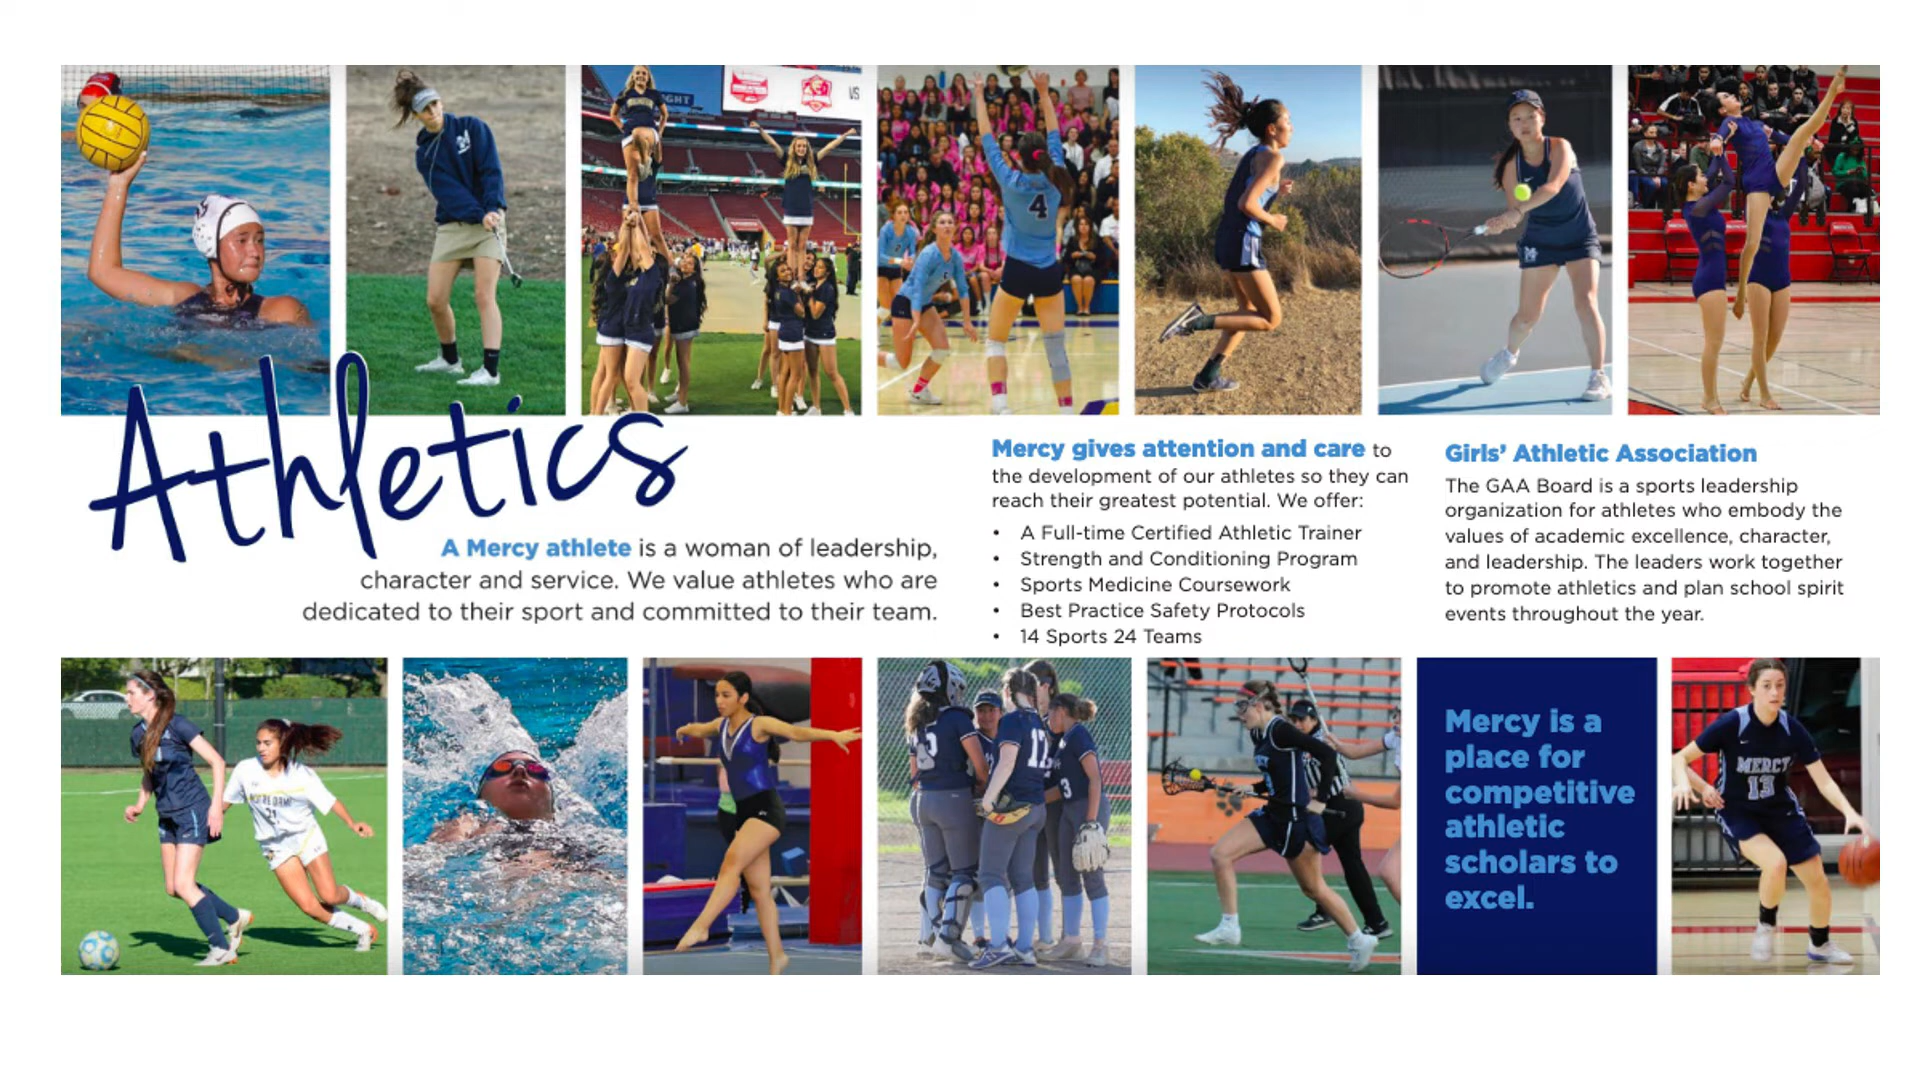 VS
4
Athletics
A Mercy athlete is a woman of leadership,
character and service. We value athletes who are
dedicated to their sport and committed to their team.
Mercy gives attention and care to
the development of our athletes so they can
reach their greatest potential. We offer:
• A Full-time Certified Athletic Trainer
• Strength and Conditioning Program
• Sports Medicine Coursework
• Best Practice Safety Protocols
• 14 Sports 24 Teams
Girls’ Athletic Association
The GAA Board is a sports leadership
organization for athletes who embody the
values of academic excellence, character,
and leadership. The leaders work together
to promote athletics and plan school spirit
events throughout the year.
3
Mercy is a
place for
competitive
athletic
scholars to
excel.
MERCY
13